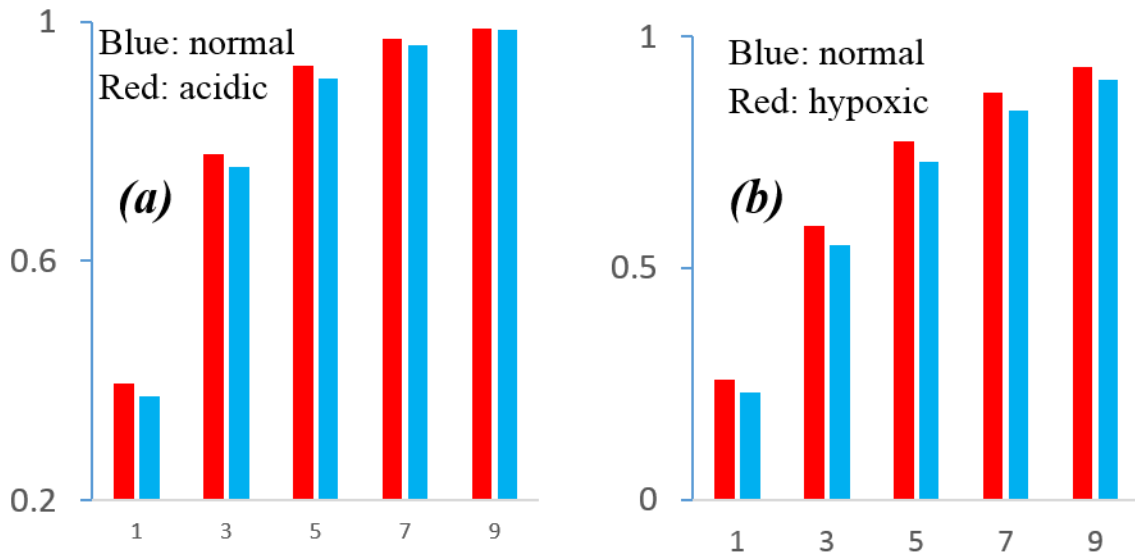 1
Blue: normal
Red: acidic
(a)
0.6
0.2
1 3 5 7 9
1
Blue: normal
Red: hypoxic
(b)
0.5
0
1 3 5 7 9